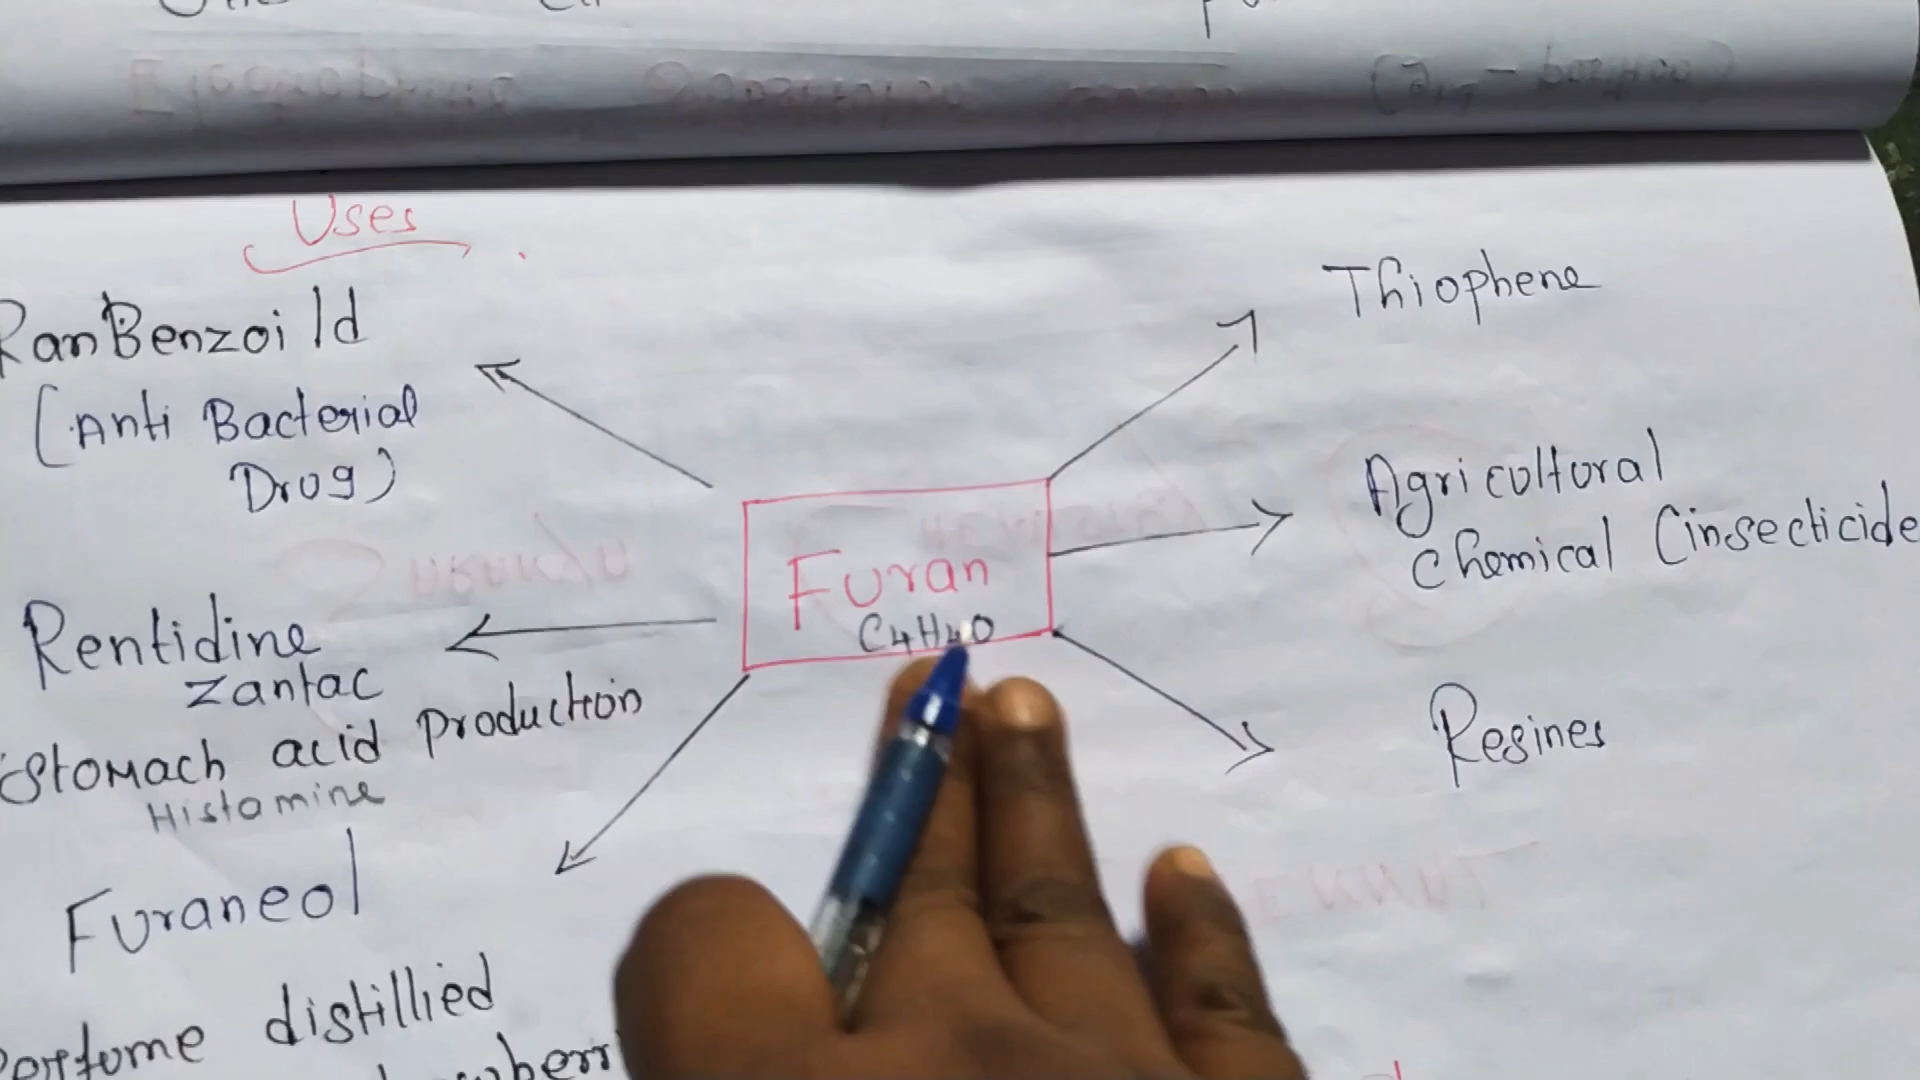 Uses
RanBenzoild
(Anti Bacterial
Drug)
Rentidine
Zantac
Stomach acid production
Histamine
Furaneol
distillied
Furan
C4H4O
Thiophene
Agricultural
Chemical (insecticide
Resines